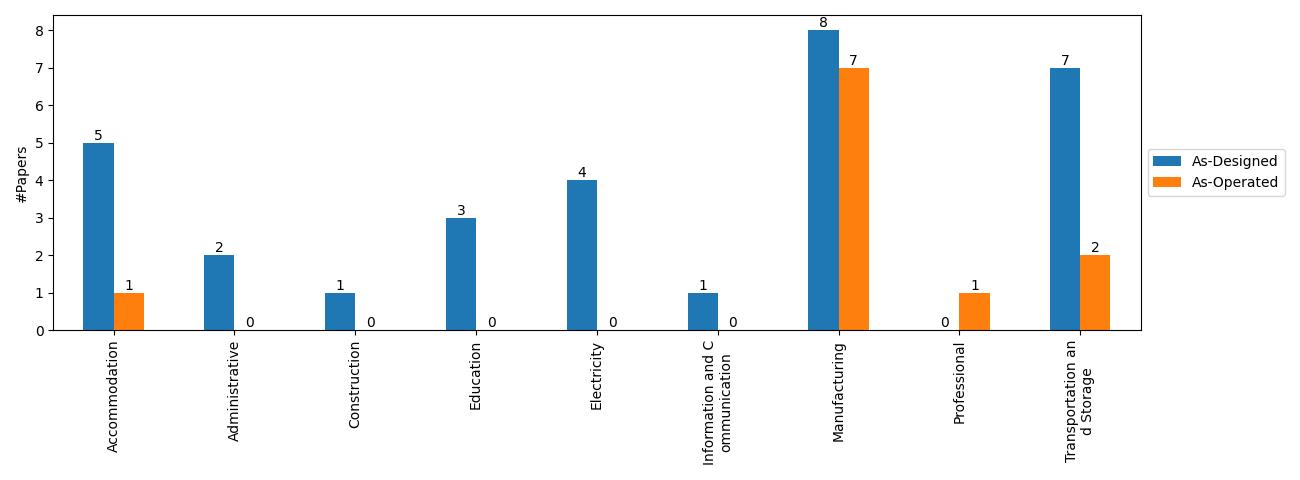 #Papers
8
7
6
5
4
3
2
1
0
5
1
2
0
1
0
3
0
4
0
1
0
8
7
0
1
7
2
Accommodation
Administrative
Construction
Education
Electricity
Information and C
ommunication
Manufacturing
Professional
Transportation an
d Storage
As-Designed
As-Operated